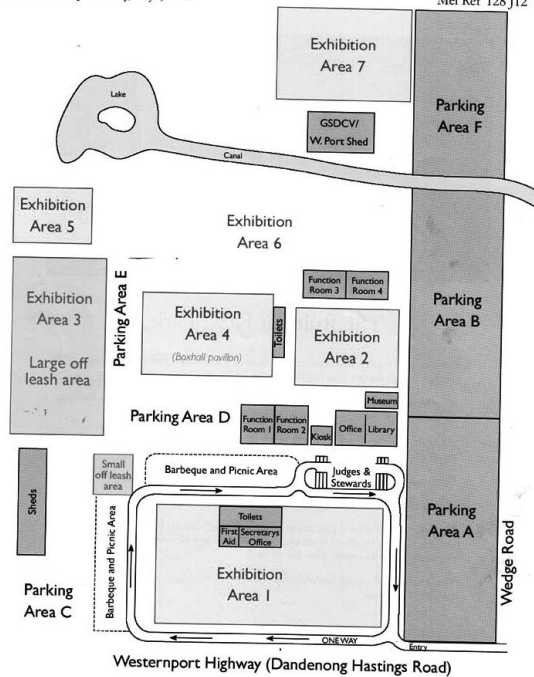 Mel Ref 128 J12
Exhibition
Area 7
Parking
Area F
Lake
GSDCV/
W. Port Shed
Canal
Exhibition
Area 5
Exhibition
Area 6
Exhibition
Area 3
Large off
leash area
Parking Area E
Function
Room 3
Function
Room 4
Exhibition
Area 4
(Boxhall pavillon)
Toilets
Exhibition
Area 2
Parking
Area B
Museum
Parking Area D
Function
Room 1
Function
Room 2
Kiosk
Office
Library
Small
off leash
area
Barbeque and Picnic Area
Judges &
Stewards
Sheds
Barbeque and Picnic Area
Toilets
First
Aid
Secretarys
Office
Exhibition
Area 1
Parking
Area A
Wedge Road
Parking
Area C
ONE WAY
Entry
Westernport Highway (Dandenong Hastings Road)